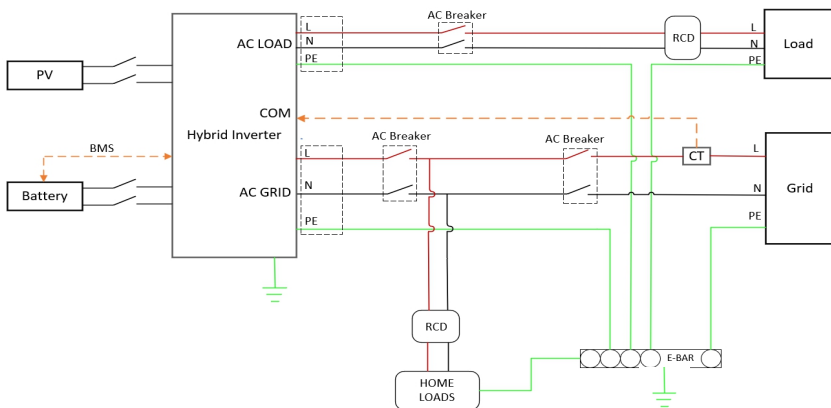 AC Breaker
L
N
PE
AC LOAD
RCD
L
N
PE
Load
PV
COM
Hybrid Inverter
BMS
AC Breaker
AC Breaker
L
N
PE
AC GRID
CT
L
N
PE
Grid
Battery
RCD
HOME
LOADS
E-BAR